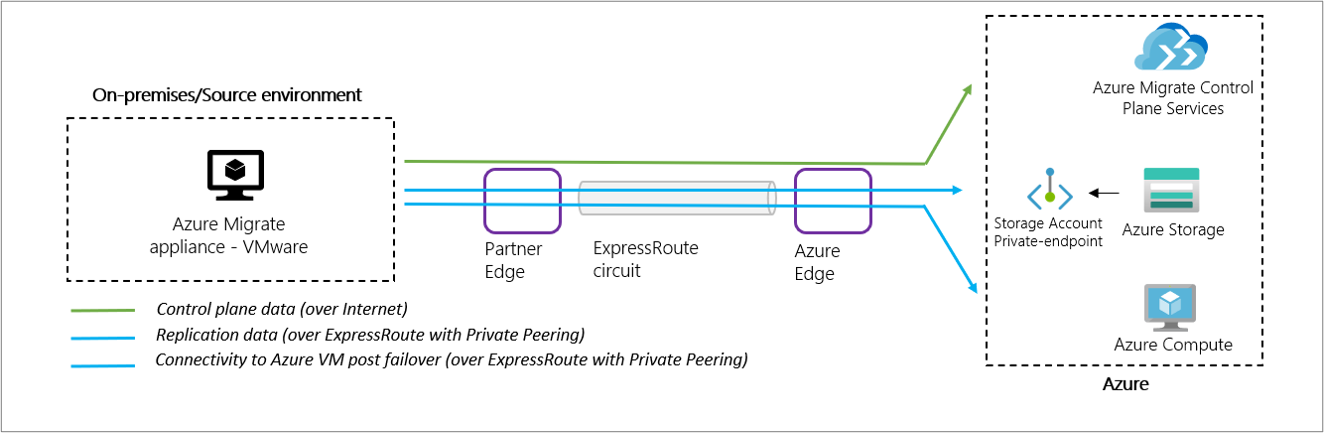 On-premises/Source environment
Azure Migrate
appliance - VMware
Partner
Edge
ExpressRoute
circuit
Azure
Edge
Azure Migrate Control
Plane Services
Storage Account
Private-endpoint
Azure Storage
Azure Compute
Azure
Control plane data (over Internet)
Replication data (over ExpressRoute with Private Peering)
Connectivity to Azure VM post failover (over ExpressRoute with Private Peering)